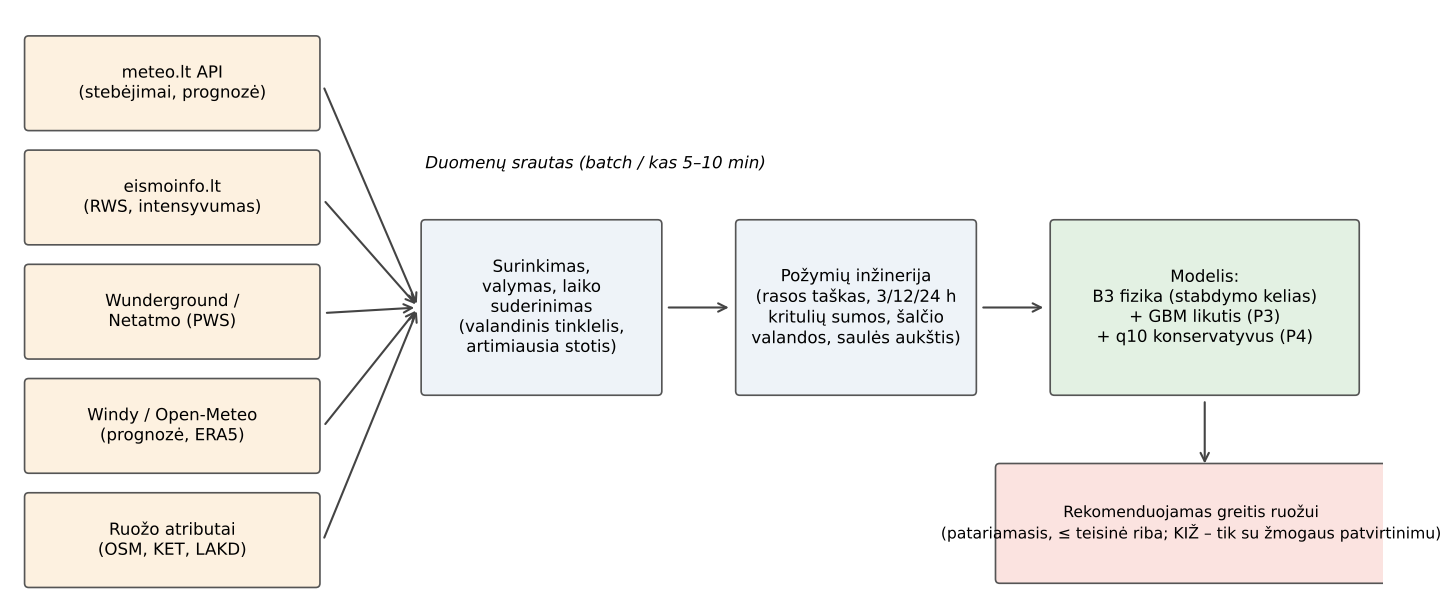 meteo.lt API
(stebėjimai, prognozė)
eismoinfo.lt
(RWS, intensyvumas)
Wunderground /
Netatmo (PWS)
Windy / Open-Meteo
(prognozė, ERA5)
Ruožo atributai
(OSM, KET, LAKD)
Duomenų srautas (batch / kas 5–10 min)
Surinkimas,
valymas, laiko
suderinimas
(valandinis tinklelis,
artimiausia stotis)
Požymių inžinerija
(rasos taškas, 3/12/24 h
kritulių sumos, šalčio
valandos, saulės aukštis)
Modelis:
B3 fizika (stabdymo kelias)
+ GBM likutis (P3)
+ q10 konservatyvus (P4)
Rekomenduojamas greitis ruožui
(patariamasis, ≤ teisinė riba; KIŽ – tik su žmogaus patvirtinimu)